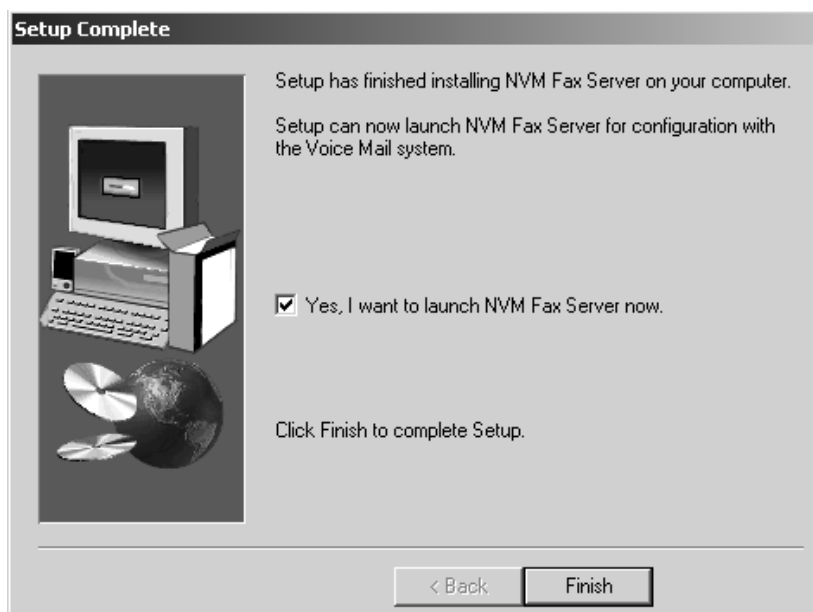 Setup Complete
Setup has finished installing NVM Fax Server on your computer.
Setup can now launch NVM Fax Server for configuration with
the Voice Mail system.
Yes, I want to launch NVM Fax Server now.
Click Finish to complete Setup.
< Back
Finish